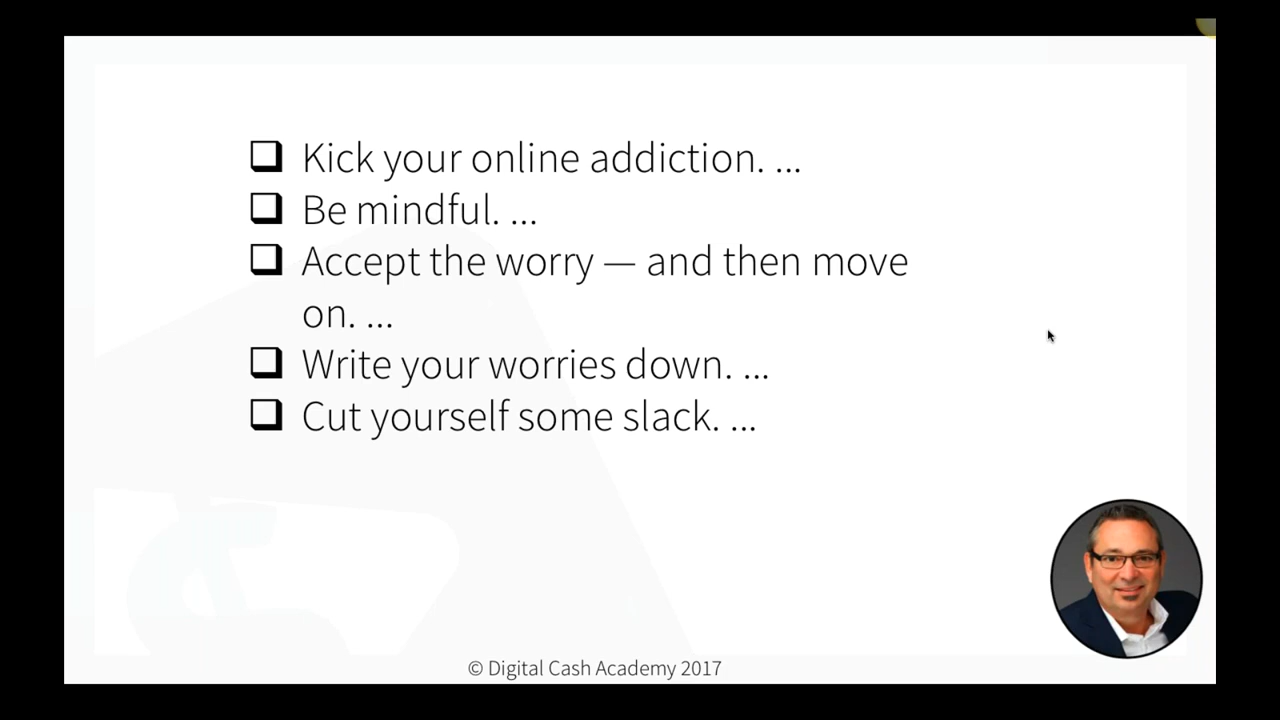 ❑ Kick your online addiction. ...
❑ Be mindful. ...
❑ Accept the worry — and then move
on. ...
❑ Write your worries down. ...
❑ Cut yourself some slack. ...
© Digital Cash Academy 2017